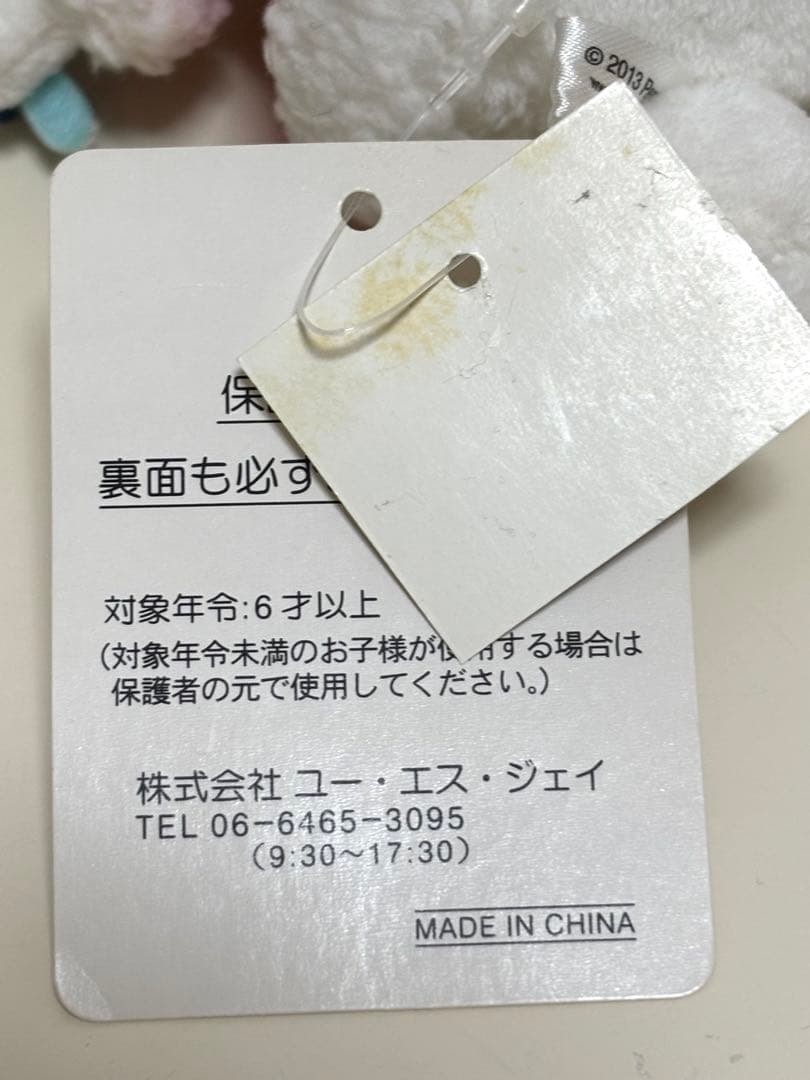 © 2013
保
裏面も必ず
対象年令:6才以上
(対象年令未満のお子様が使用する場合は
保護者の元で使用してください。)
株式会社 ユー・エス・ジェイ
TEL 06-6465-3095
(9:30〜17:30)
MADE IN CHINA